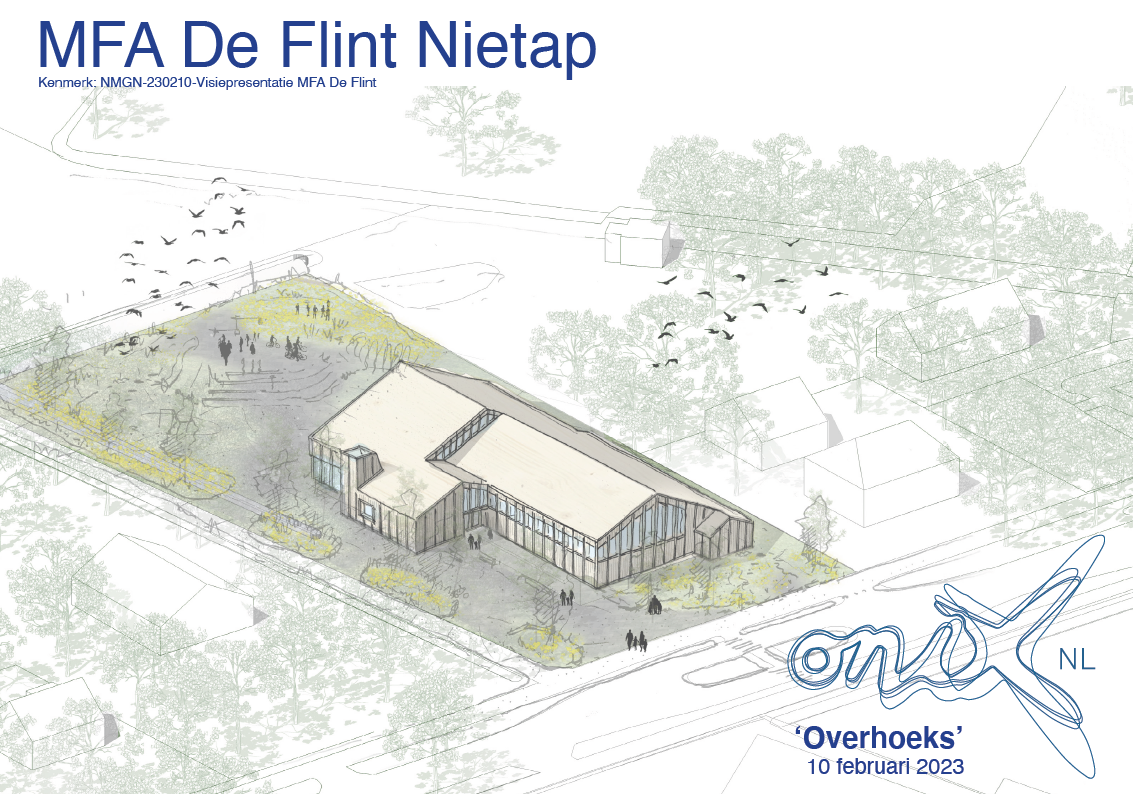 MFA De Flint Nietap
Kenmerk: NMGN-230210-Visiepresentatie MFA De Flint
onix
NL
‘Overhoeks’
10 februari 2023